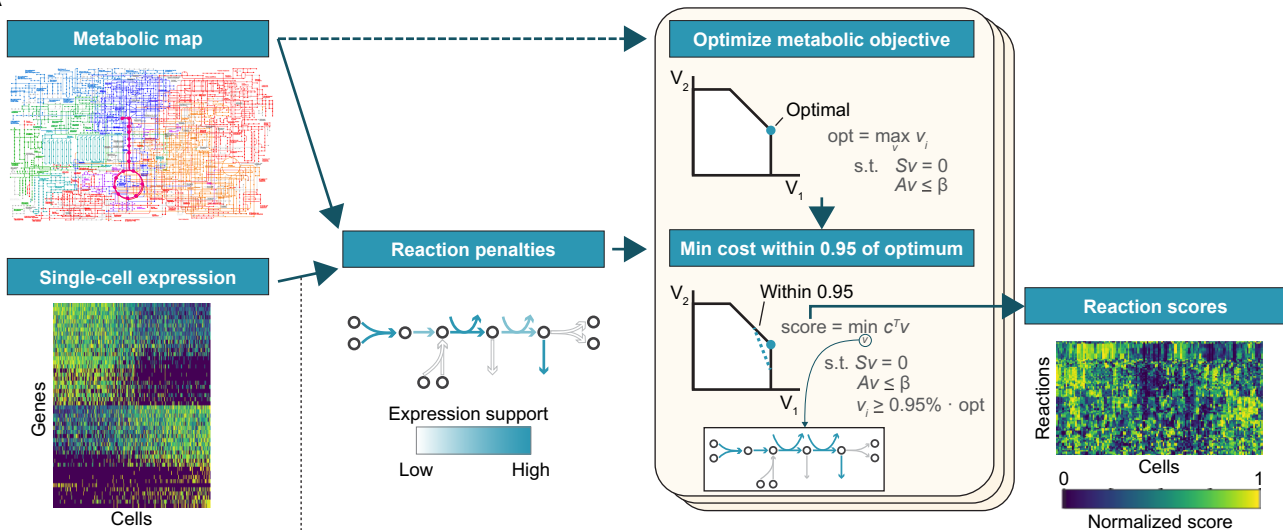 Metabolic map
Optimize metabolic objective
V2
Optimal
opt = max v_i
v
s.t. Sv = 0
Av ≤ β
V1
Single-cell expression
Genes
Cells
Reaction penalties
Expression support
Low High
Min cost within 0.95 of optimum
V2
Within 0.95
score = min cᵀv
v
s.t. Sv = 0
Av ≤ β
v_i ≥ 0.95% · opt
V1
Reaction scores
Reactions
Cells
0 1
Normalized score